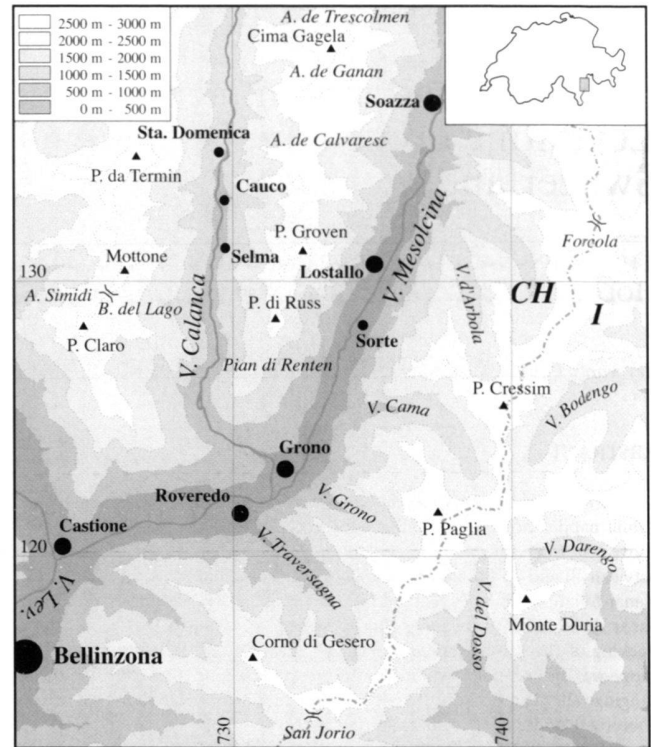 2500 m - 3000 m
2000 m - 2500 m
1500 m - 2000 m
1000 m - 1500 m
500 m - 1000 m
0 m - 500 m
A. de Trescolmen
Cima Gagela
A. de Ganan
Soazza
Sta. Domenica
A. de Calvaresc
P. da Termin
Cauco
V. Mesolcina
P. Groven
Forcola
Mottone
Selma
Lostallo
130
A. Simidi
B. del Lago
V. Calanca
P. di Russ
V. d'Arbola
CH
I
P. Claro
Sorte
Pian di Renten
P. Cressim
V. Cama
V. Bodengo
Grono
Roveredo
V. Grono
Castione
P. Paglia
120
V. Traversagna
V. Darengo
V. Lev.
V. del Dosso
Monte Duria
Bellinzona
Corno di Gesero
730
San Jorio
740